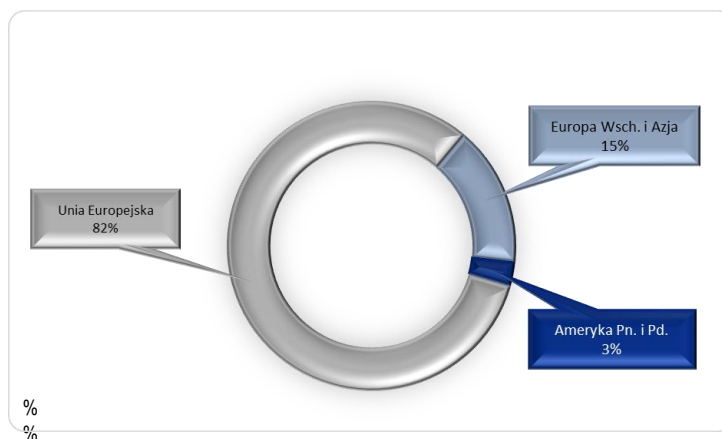 Europa Wsch. i Azja
15%
Unia Europejska
82%
Ameryka Pn. i Pd.
3%
%
%